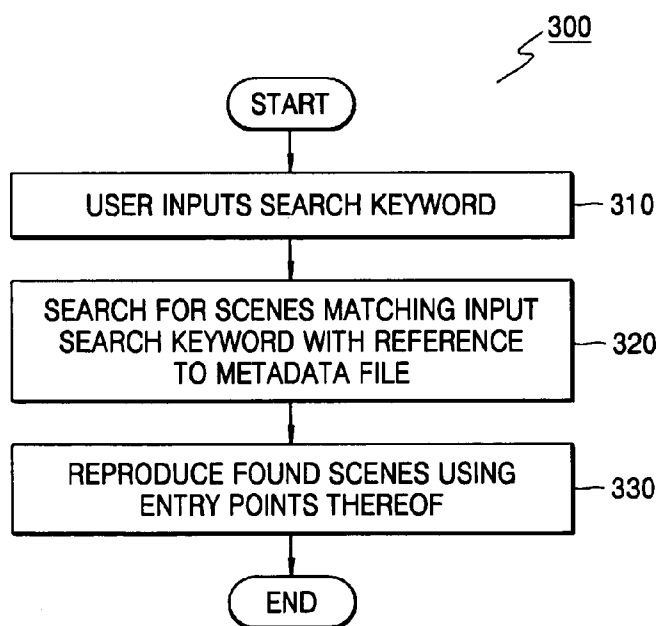 300
START
USER INPUTS SEARCH KEYWORD
310
SEARCH FOR SCENES MATCHING INPUT
SEARCH KEYWORD WITH REFERENCE
TO METADATA FILE
320
REPRODUCE FOUND SCENES USING
ENTRY POINTS THEREOF
330
END